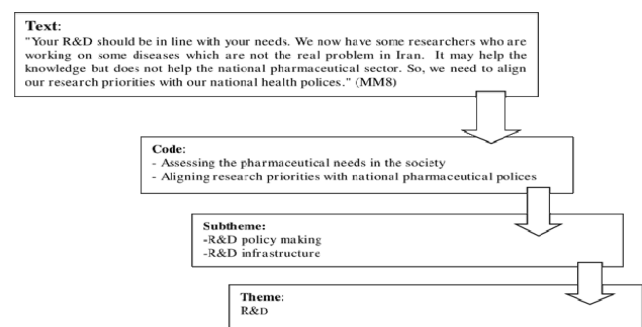 Text:
"Your R&D should be in line with your needs. We now have some researchers who are
working on some diseases which are not the real problem in Iran. It may help the
knowledge but does not help the national pharmaceutical sector. So, we need to align
our research priorities with our national health polices." (MM8)
Code:
- Assessing the pharmaceutical needs in the society
- Aligning research priorities with national pharmaceutical polices
Subtheme:
-R&D policy making
-R&D infrastructure
Theme:
R&D